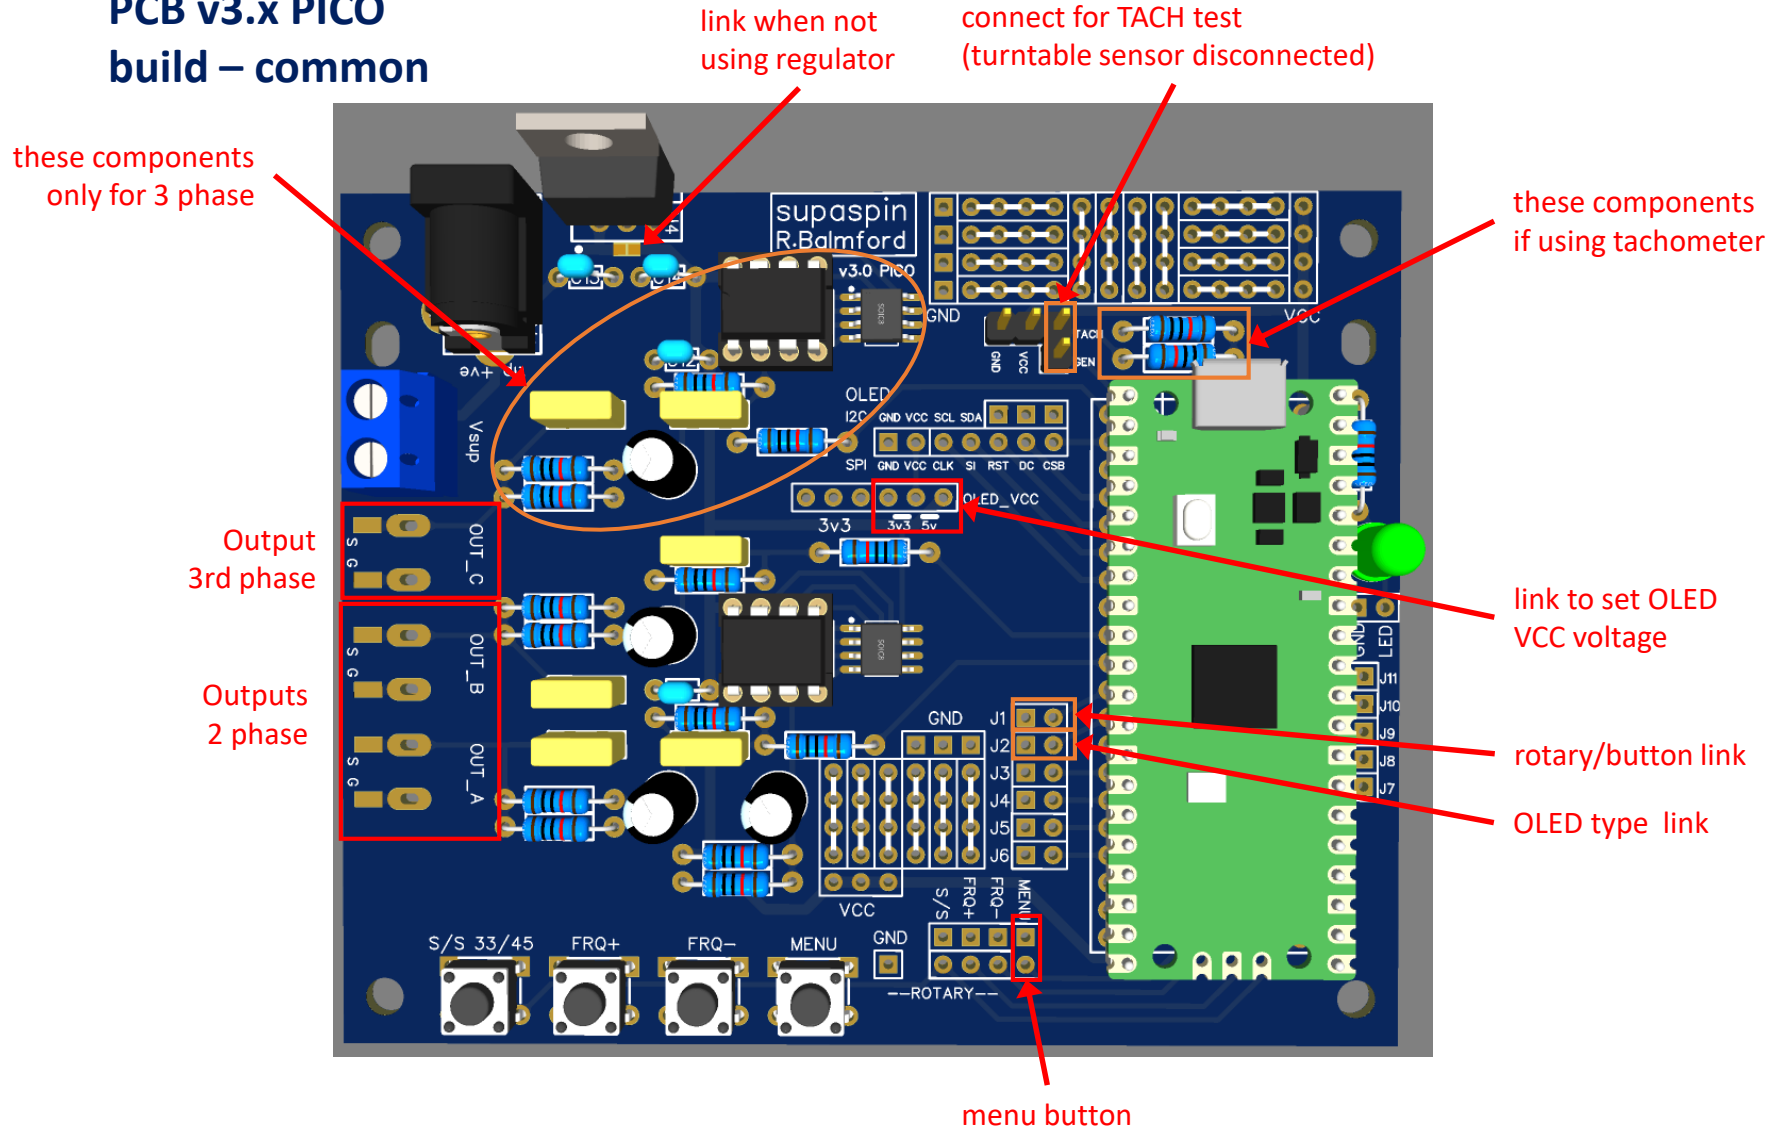 PCB v3.x PICO
build – common
link when not
using regulator
connect for TACH test
(turntable sensor disconnected)
these components
only for 3 phase
these components
if using tachometer
Output
3rd phase
Outputs
2 phase
link to set OLED
VCC voltage
rotary/button link
OLED type link
menu button
supaspin
R.Balmford
v3.0 PICO
SOIC8
GND
VCC
TACH
GEN
GND
VCC
+ve
Vsup
OLED
I2C GND VCC SCL SDA
SPI GND VCC CLK SI RST DC CSB
OLED_VCC
3v3 3v3 5v
OUT_C
S
G
OUT_B
S
G
OUT_A
S
G
SOIC8
GND
J1
J2
J3
J4
J5
J6
VCC
GND
LED
J11
J10
J9
J8
J7
S/S
FRQ+
FRQ-
MENU
GND
--ROTARY--
S/S 33/45
FRQ+
FRQ-
MENU